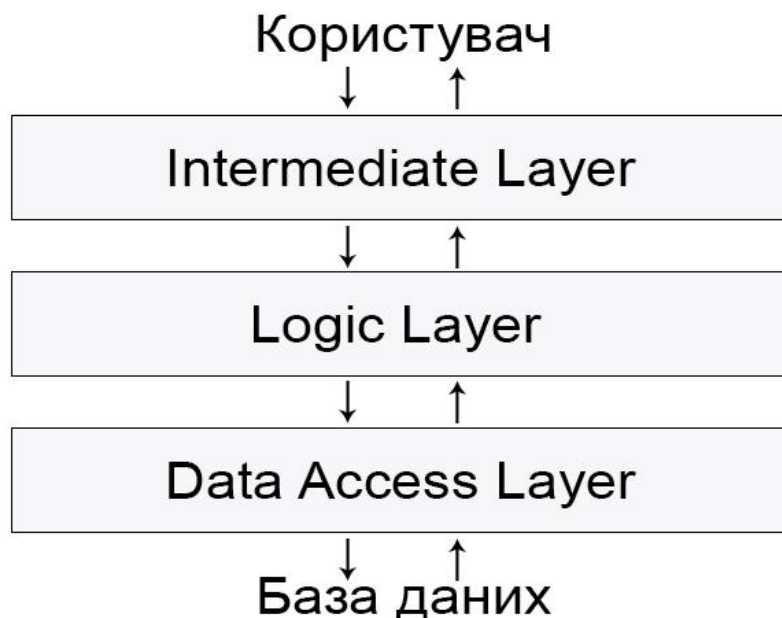 Користувач
Intermediate Layer
Logic Layer
Data Access Layer
База даних